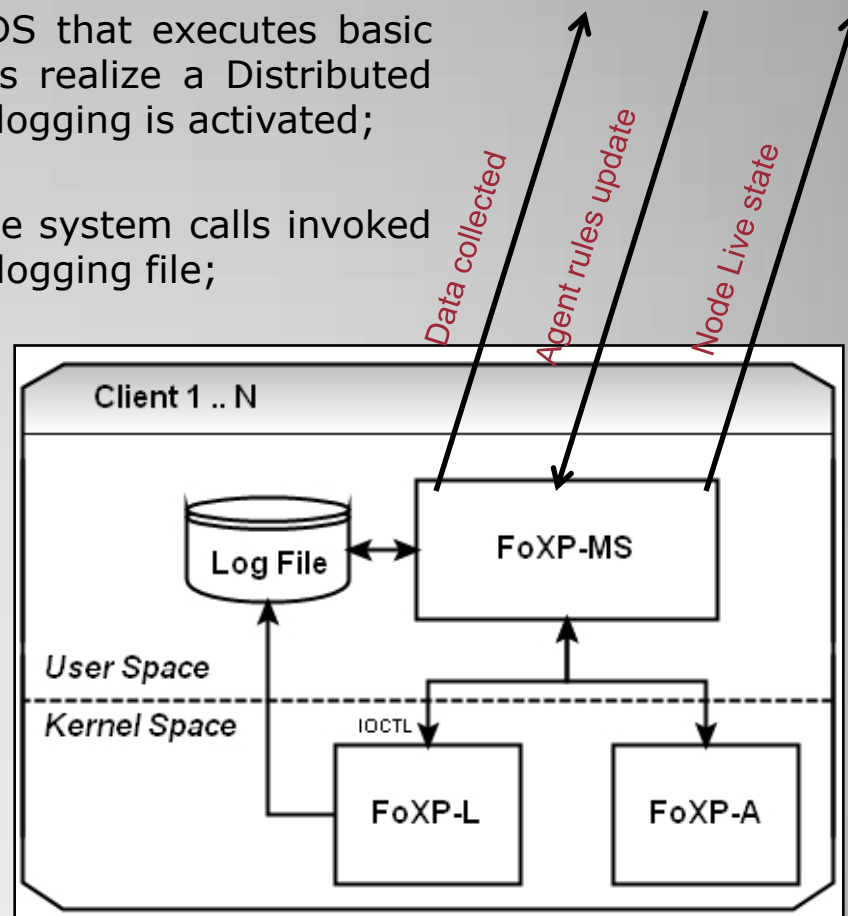 DS that executes basic
s realize a Distributed
logging is activated;
e system calls invoked
logging file;
Data collected
Agent rules update
Node Live state
Client 1 .. N
Log File
FoXP-MS
User Space
Kernel Space
IOCTL
FoXP-L
FoXP-A